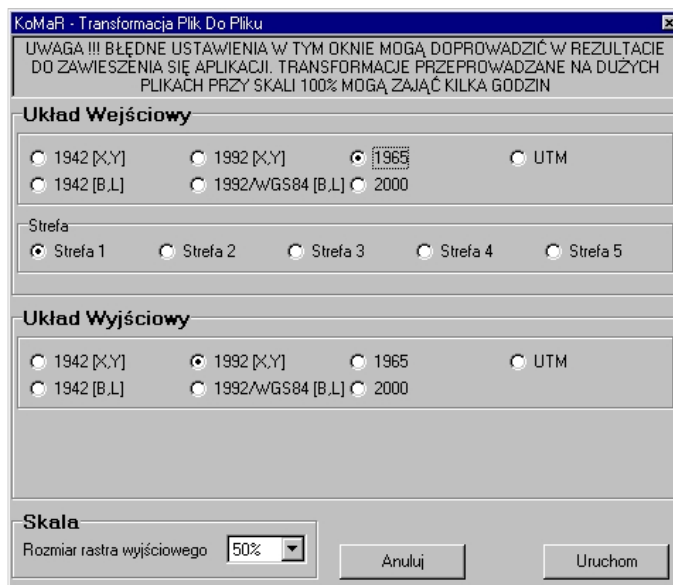 KoMaR - Transformacja Plik Do Pliku
UWAGA !!! BŁĘDNE USTAWIENIA W TYM OKNIE MOGĄ DOPROWADZIĆ W REZULTACIE
DO ZAWIESZENIA SIĘ APLIKACJI. TRANSFORMACJE PRZEPROWADZANE NA DUŻYCH
PLIKACH PRZY SKALI 100% MOGĄ ZAJĄĆ KILKA GODZIN
Układ Wejściowy
1942 [X,Y] 1992 [X,Y] 1965 UTM
1942 [B,L] 1992/WGS84 [B,L] 2000
Strefa
Strefa 1 Strefa 2 Strefa 3 Strefa 4 Strefa 5
Układ Wyjściowy
1942 [X,Y] 1992 [X,Y] 1965 UTM
1942 [B,L] 1992/WGS84 [B,L] 2000
Skala
Rozmiar rastra wyjściowego 50% Anuluj Uruchom